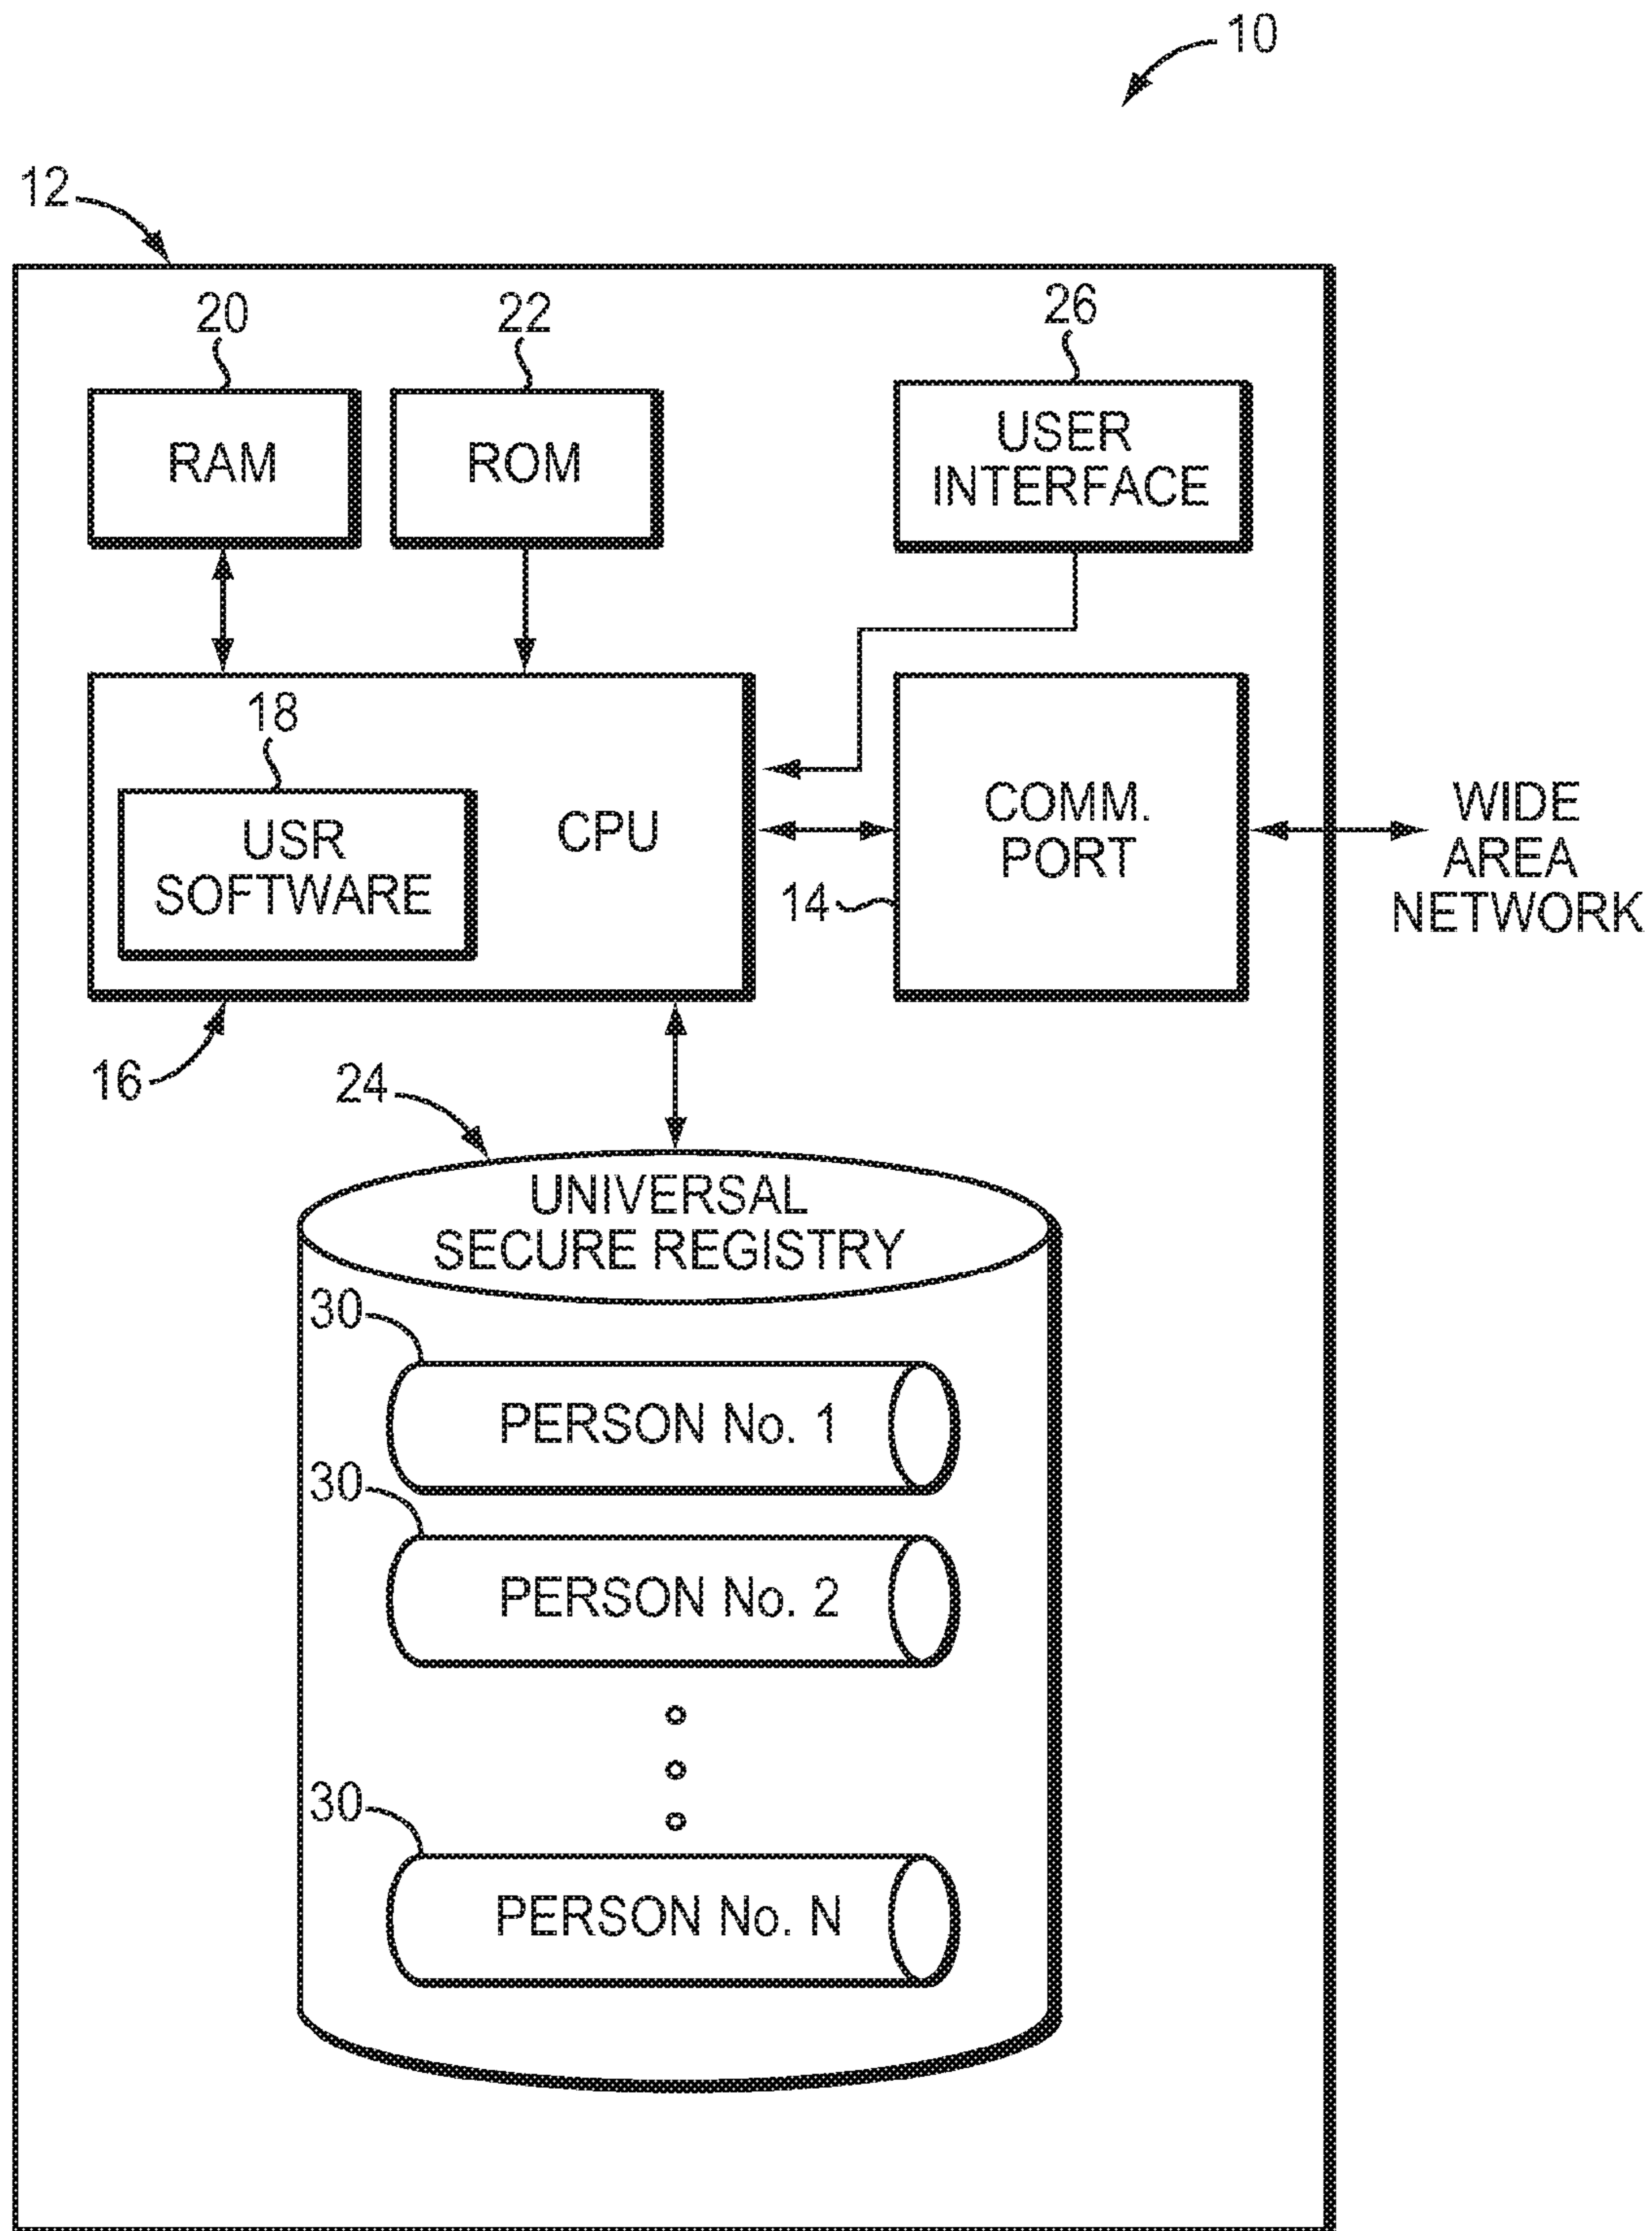 10
12
20
22
26
RAM
ROM
USER
INTERFACE
18
USR
SOFTWARE
CPU
COMM.
PORT
14
WIDE
AREA
NETWORK
16
24
UNIVERSAL
SECURE REGISTRY
30
PERSON No. 1
30
PERSON No. 2
30
PERSON No. N